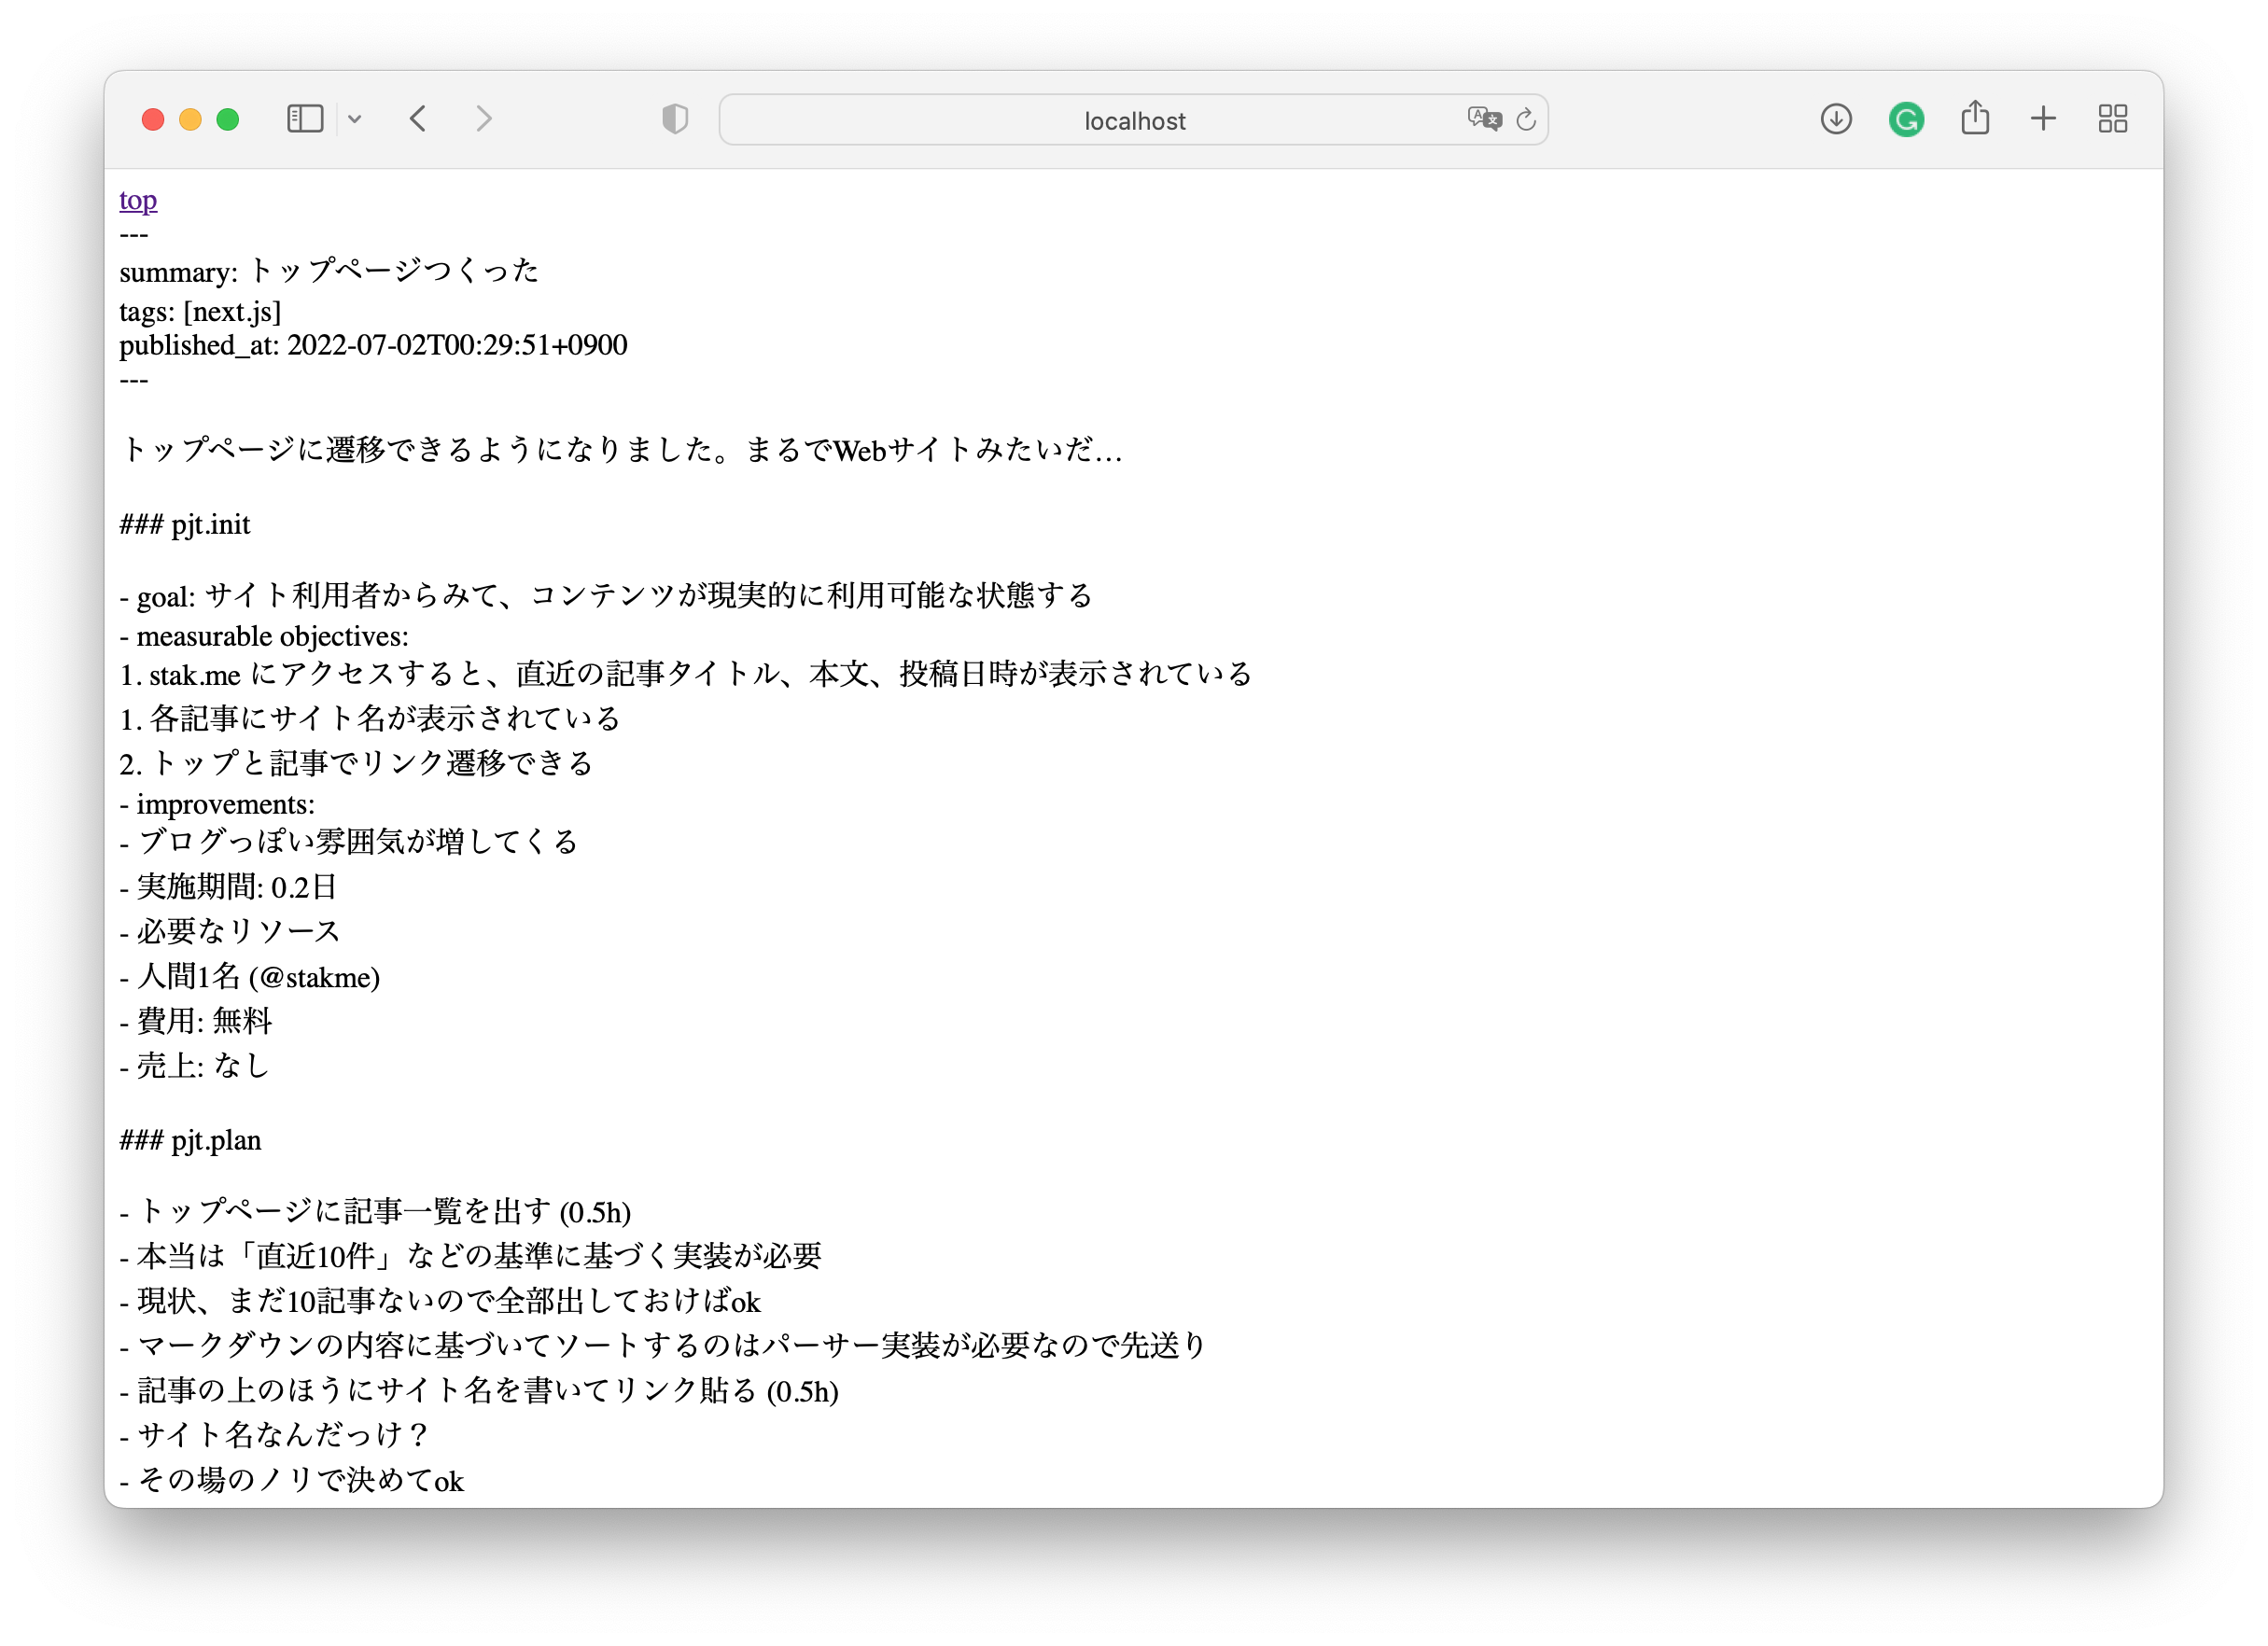 localhost
top
---
summary: トップページつくった
tags: [next.js]
published_at: 2022-07-02T00:29:51+0900
---
トップページに遷移できるようになりました。まるでWebサイトみたいだ…
### pjt.init
- goal: サイト利用者からみて、コンテンツが現実的に利用可能な状態する
- measurable objectives:
1. stak.me にアクセスすると、直近の記事タイトル、本文、投稿日時が表示されている
1. 各記事にサイト名が表示されている
2. トップと記事でリンク遷移できる
- improvements:
- ブログっぽい雰囲気が増してくる
- 実施期間: 0.2日
- 必要なリソース
- 人間1名 (@stakme)
- 費用: 無料
- 売上: なし
### pjt.plan
- トップページに記事一覧を出す (0.5h)
- 本当は「直近10件」などの基準に基づく実装が必要
- 現状、まだ10記事ないので全部出しておけばok
- マークダウンの内容に基づいてソートするのはパーサー実装が必要なので先送り
- 記事の上のほうにサイト名を書いてリンク貼る (0.5h)
- サイト名なんだっけ？
- その場のノリで決めてok